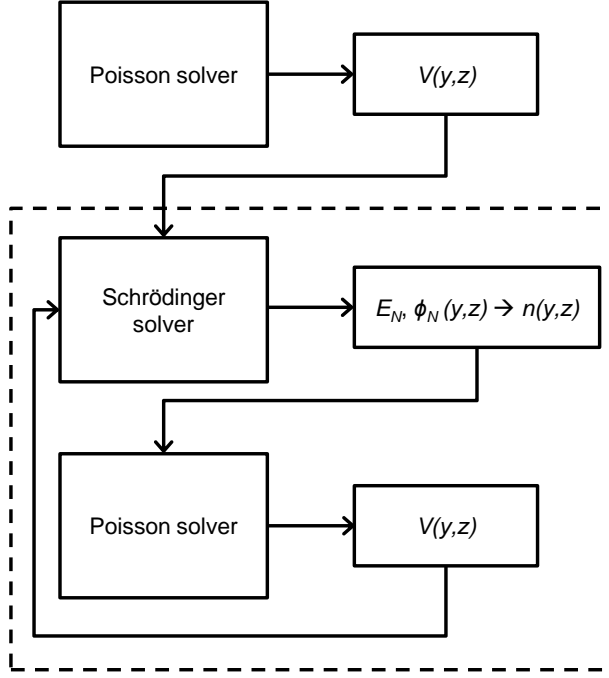 Poisson solver
V(y,z)
Schrödinger
solver
E_N, ϕ_N (y,z) → n(y,z)
Poisson solver
V(y,z)